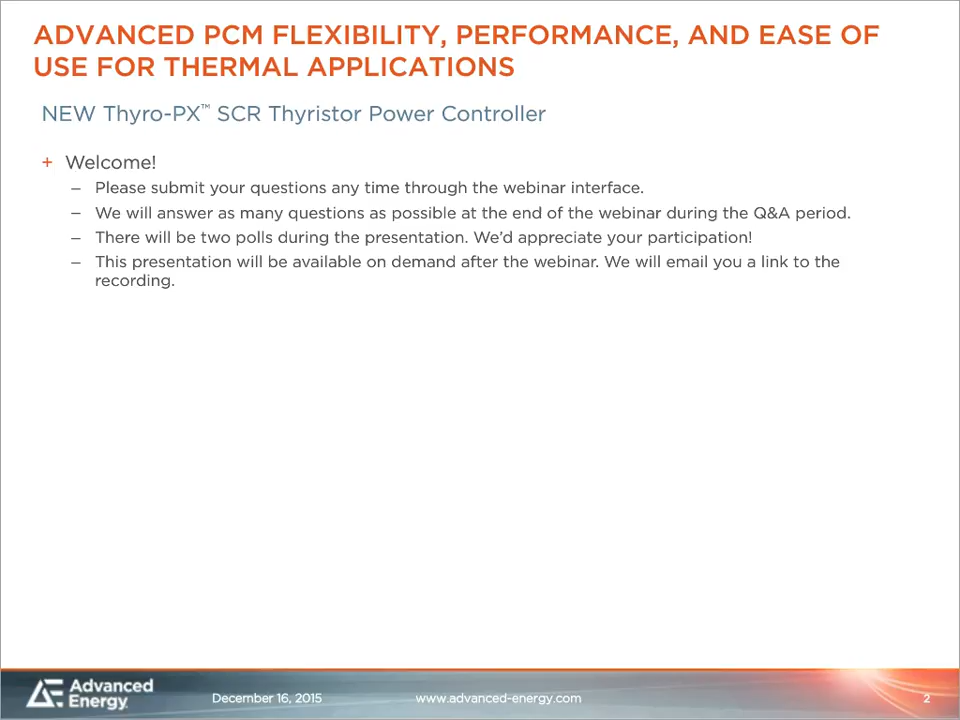 ADVANCED PCM FLEXIBILITY, PERFORMANCE, AND EASE OF
USE FOR THERMAL APPLICATIONS
NEW Thyro-PX™ SCR Thyristor Power Controller
+ Welcome!
– Please submit your questions any time through the webinar interface.
– We will answer as many questions as possible at the end of the webinar during the Q&A period.
– There will be two polls during the presentation. We’d appreciate your participation!
– This presentation will be available on demand after the webinar. We will email you a link to the
recording.
Advanced
Energy
December 16, 2015 www.advanced-energy.com 2